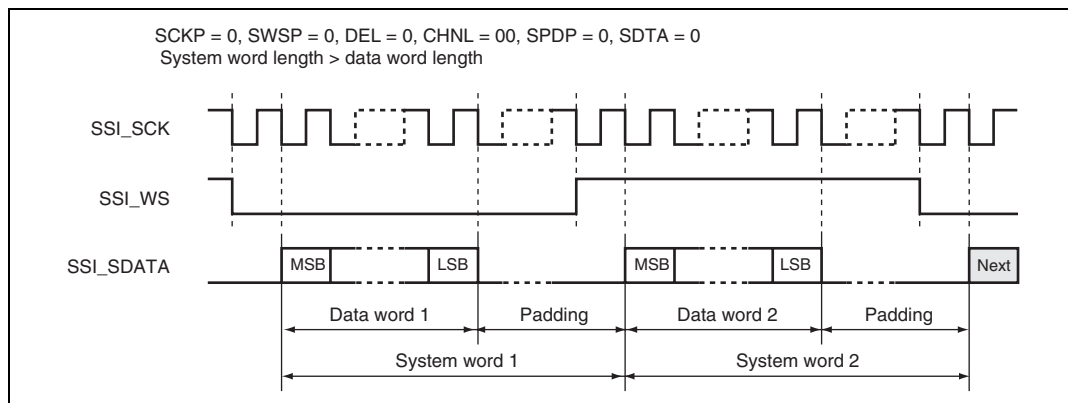 SCKP = 0, SWSP = 0, DEL = 0, CHNL = 00, SPDP = 0, SDTA = 0
System word length > data word length
SSI_SCK
SSI_WS
SSI_SDATA
MSB
LSB
MSB
LSB
Next
Data word 1
Padding
Data word 2
Padding
System word 1
System word 2